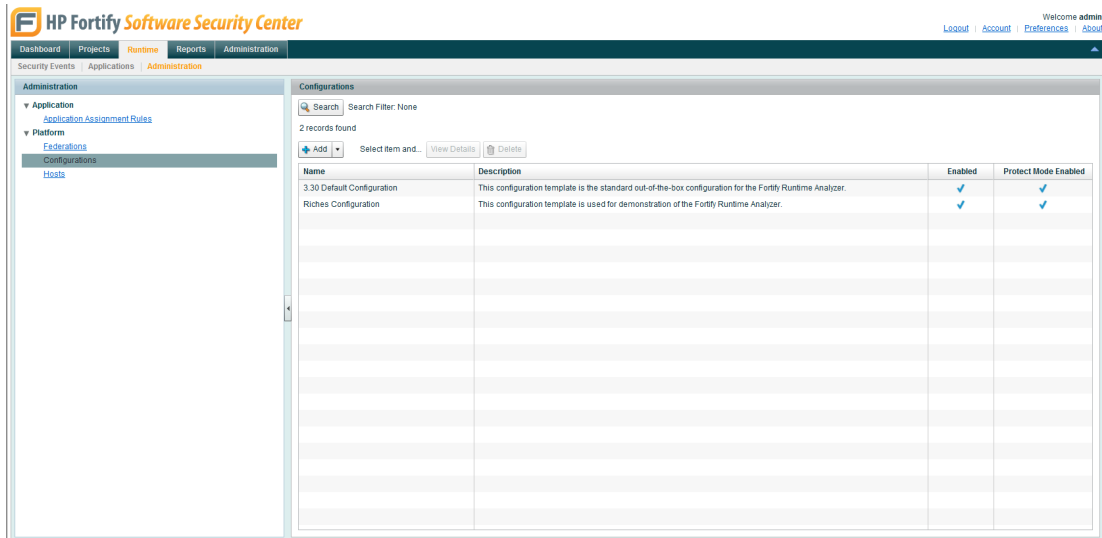 HP Fortify Software Security Center
Welcome admin
Logout | Account | Preferences | About
Dashboard Projects Runtime Reports Administration
Security Events | Applications | Administration
Administration
Application
Application Assignment Rules
Platform
Federations
Configurations
Hosts
Configurations
Search Search Filter: None
2 records found
Add Select item and... View Details Delete
Name Description Enabled Protect Mode Enabled
3.30 Default Configuration This configuration template is the standard out-of-the-box configuration for the Fortify Runtime Analyzer.
Riches Configuration This configuration template is used for demonstration of the Fortify Runtime Analyzer.